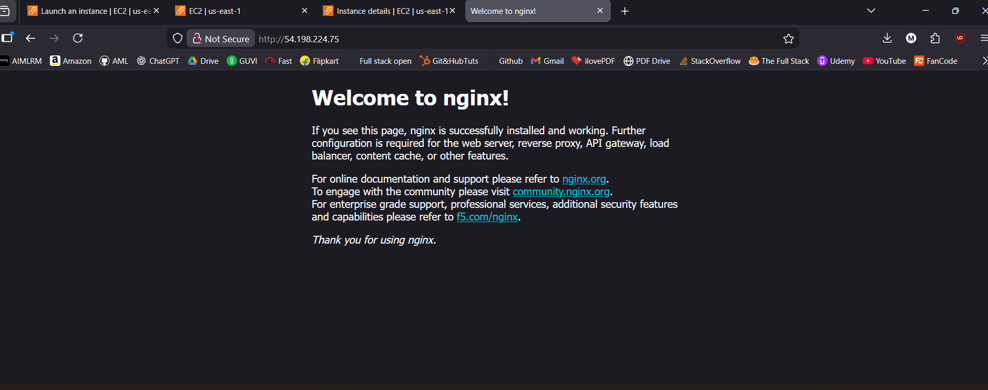 Launch an instance | EC2 | us-ea
EC2 | us-east-1
Instance details | EC2 | us-east-1
Welcome to nginx!
Not Secure
http://54.198.224.75
M
UD
AIMLRM
Amazon
AML
ChatGPT
Drive
GUVI
Fast
Flipkart
Full stack open
Git&HubTuts
Github
Gmail
ilovePDF
PDF Drive
StackOverflow
The Full Stack
Udemy
YouTube
FanCode
Welcome to nginx!
If you see this page, nginx is successfully installed and working. Further
configuration is required for the web server, reverse proxy, API gateway, load
balancer, content cache, or other features.
For online documentation and support please refer to nginx.org.
To engage with the community please visit community.nginx.org.
For enterprise grade support, professional services, additional security features
and capabilities please refer to f5.com/nginx.
Thank you for using nginx.